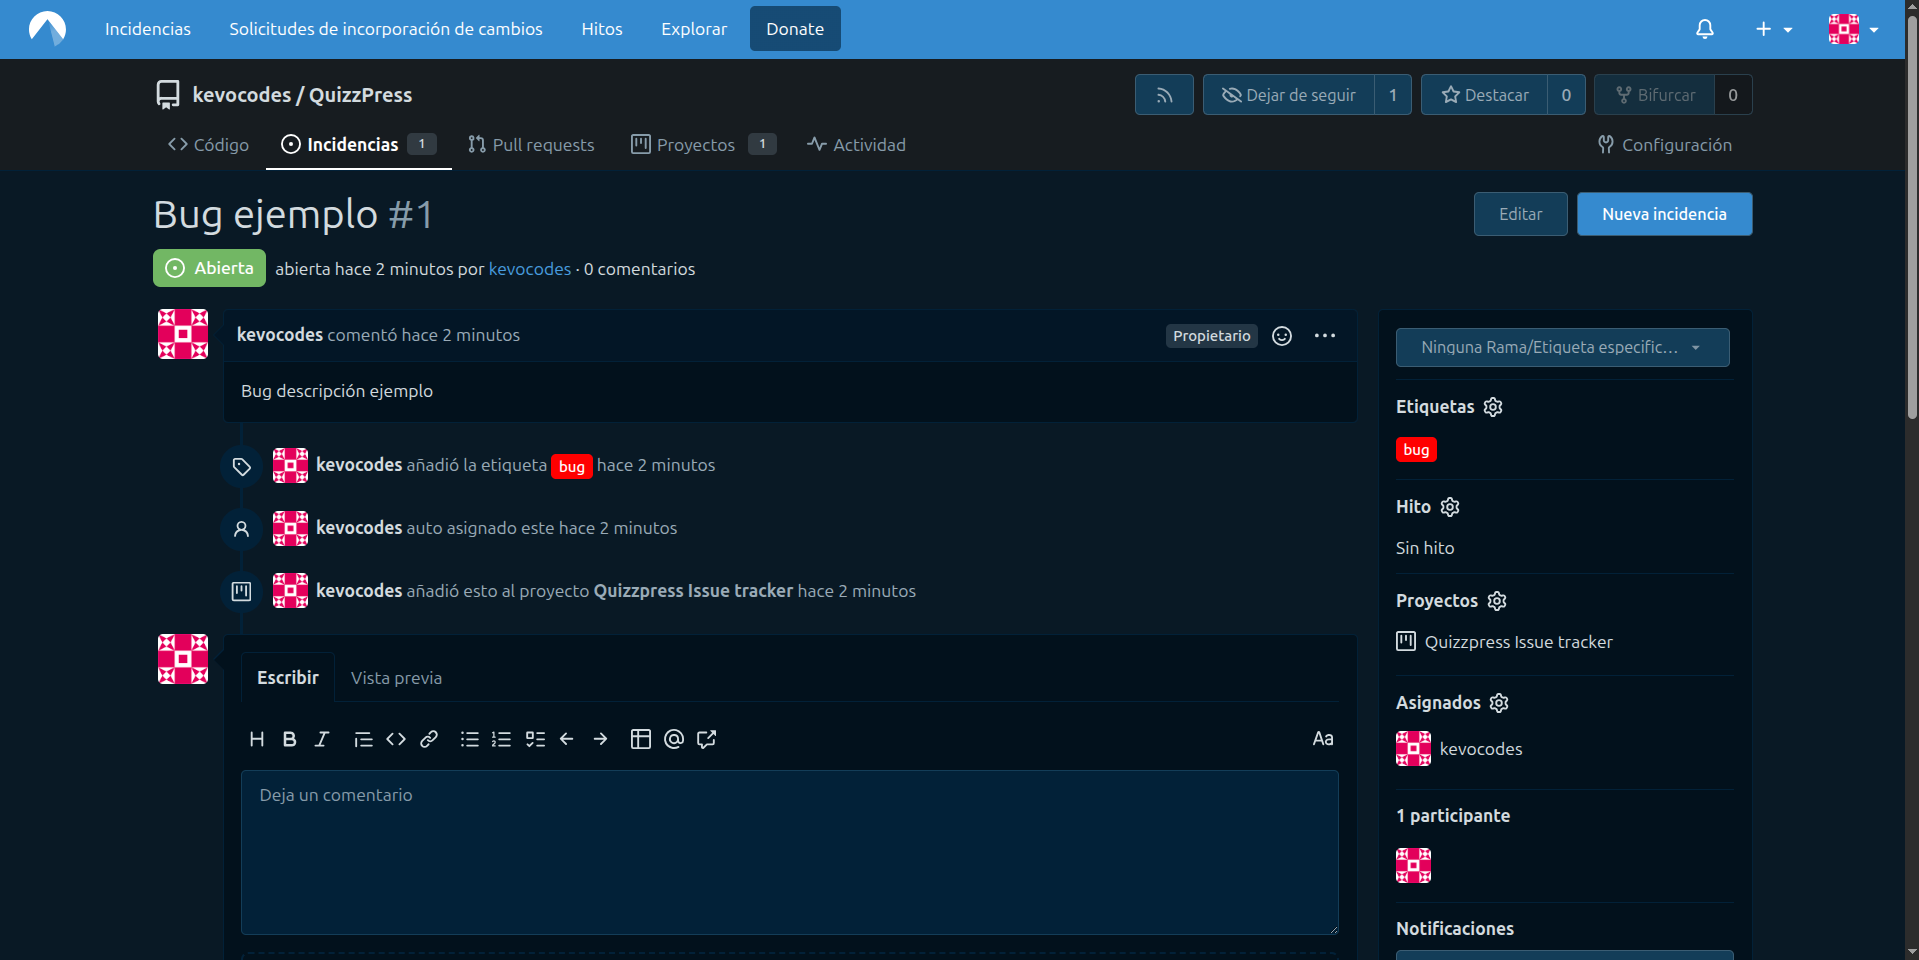 Incidencias Solicitudes de incorporación de cambios Hitos Explorar Donate
kevocodes / QuizzPress Dejar de seguir 1 Destacar 0 Bifurcar 0
Código Incidencias 1 Pull requests Proyectos 1 Actividad Configuración
Bug ejemplo #1 Editar Nueva incidencia
Abierta abierta hace 2 minutos por kevocodes · 0 comentarios
kevocodes comentó hace 2 minutos Propietario
Bug descripción ejemplo
kevocodes añadió la etiqueta bug hace 2 minutos
kevocodes auto asignado este hace 2 minutos
kevocodes añadió esto al proyecto Quizzpress Issue tracker hace 2 minutos
Escribir Vista previa
H B I Aa
Deja un comentario
Ninguna Rama/Etiqueta especific...
Etiquetas
bug
Hito
Sin hito
Proyectos
Quizzpress Issue tracker
Asignados
kevocodes
1 participante
Notificaciones